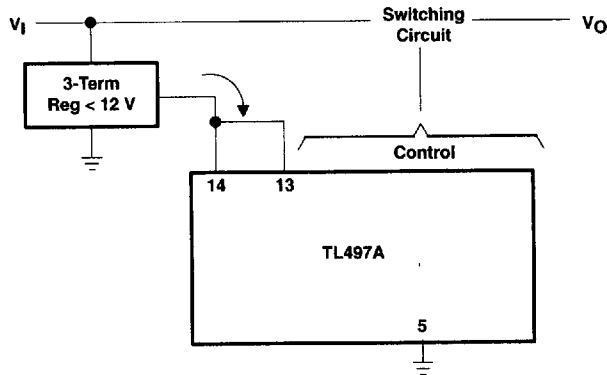 Switching
Circuit
VI
VO
3-Term
Reg < 12 V
Control
14
13
TL497A
5